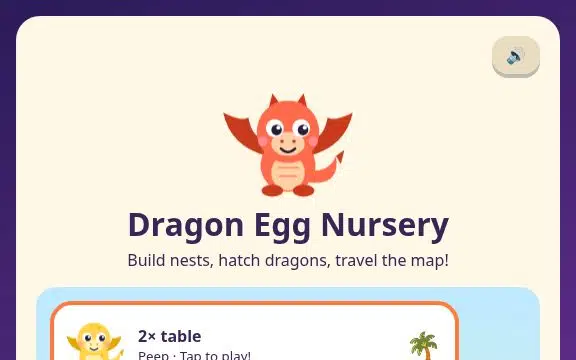 Dragon Egg Nursery
Build nests, hatch dragons, travel the map!
2× table
Peep · Tap to play!